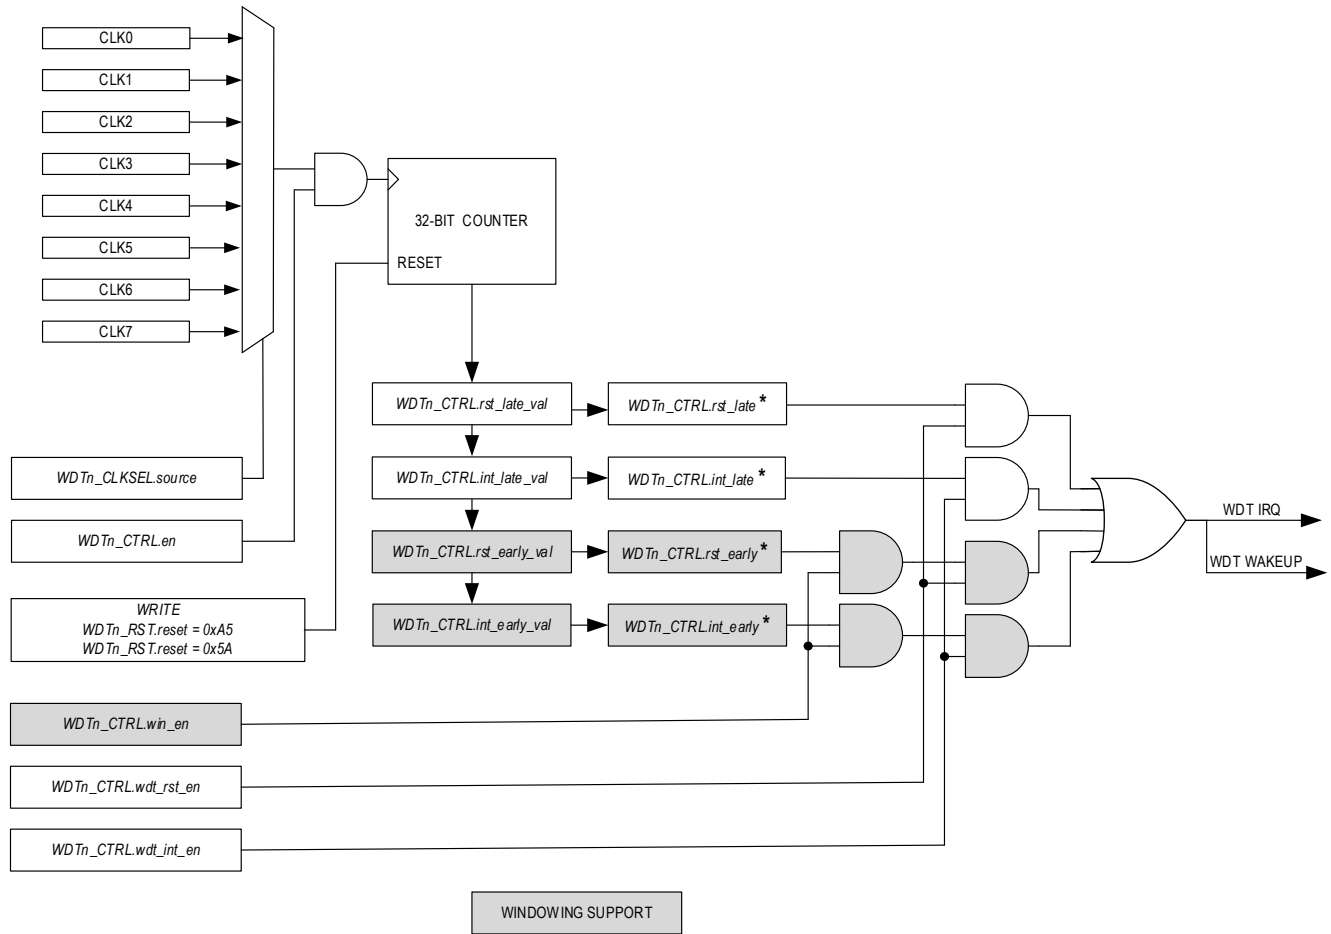 CLK0
CLK1
CLK2
CLK3
CLK4
CLK5
CLK6
CLK7
32-BIT COUNTER
RESET
WDTn_CTRL.rst_late_val
WDTn_CTRL.rst_late*
WDTn_CLKSEL.source
WDTn_CTRL.int_late_val
WDTn_CTRL.int_late*
WDT IRQ
WDTn_CTRL.en
WDTn_CTRL.rst_early_val
WDTn_CTRL.rst_early*
WDT WAKEUP
WRITE
WDTn_RST.reset = 0xA5
WDTn_RST.reset = 0x5A
WDTn_CTRL.int_early_val
WDTn_CTRL.int_early*
WDTn_CTRL.win_en
WDTn_CTRL.wdt_rst_en
WDTn_CTRL.wdt_int_en
WINDOWING SUPPORT